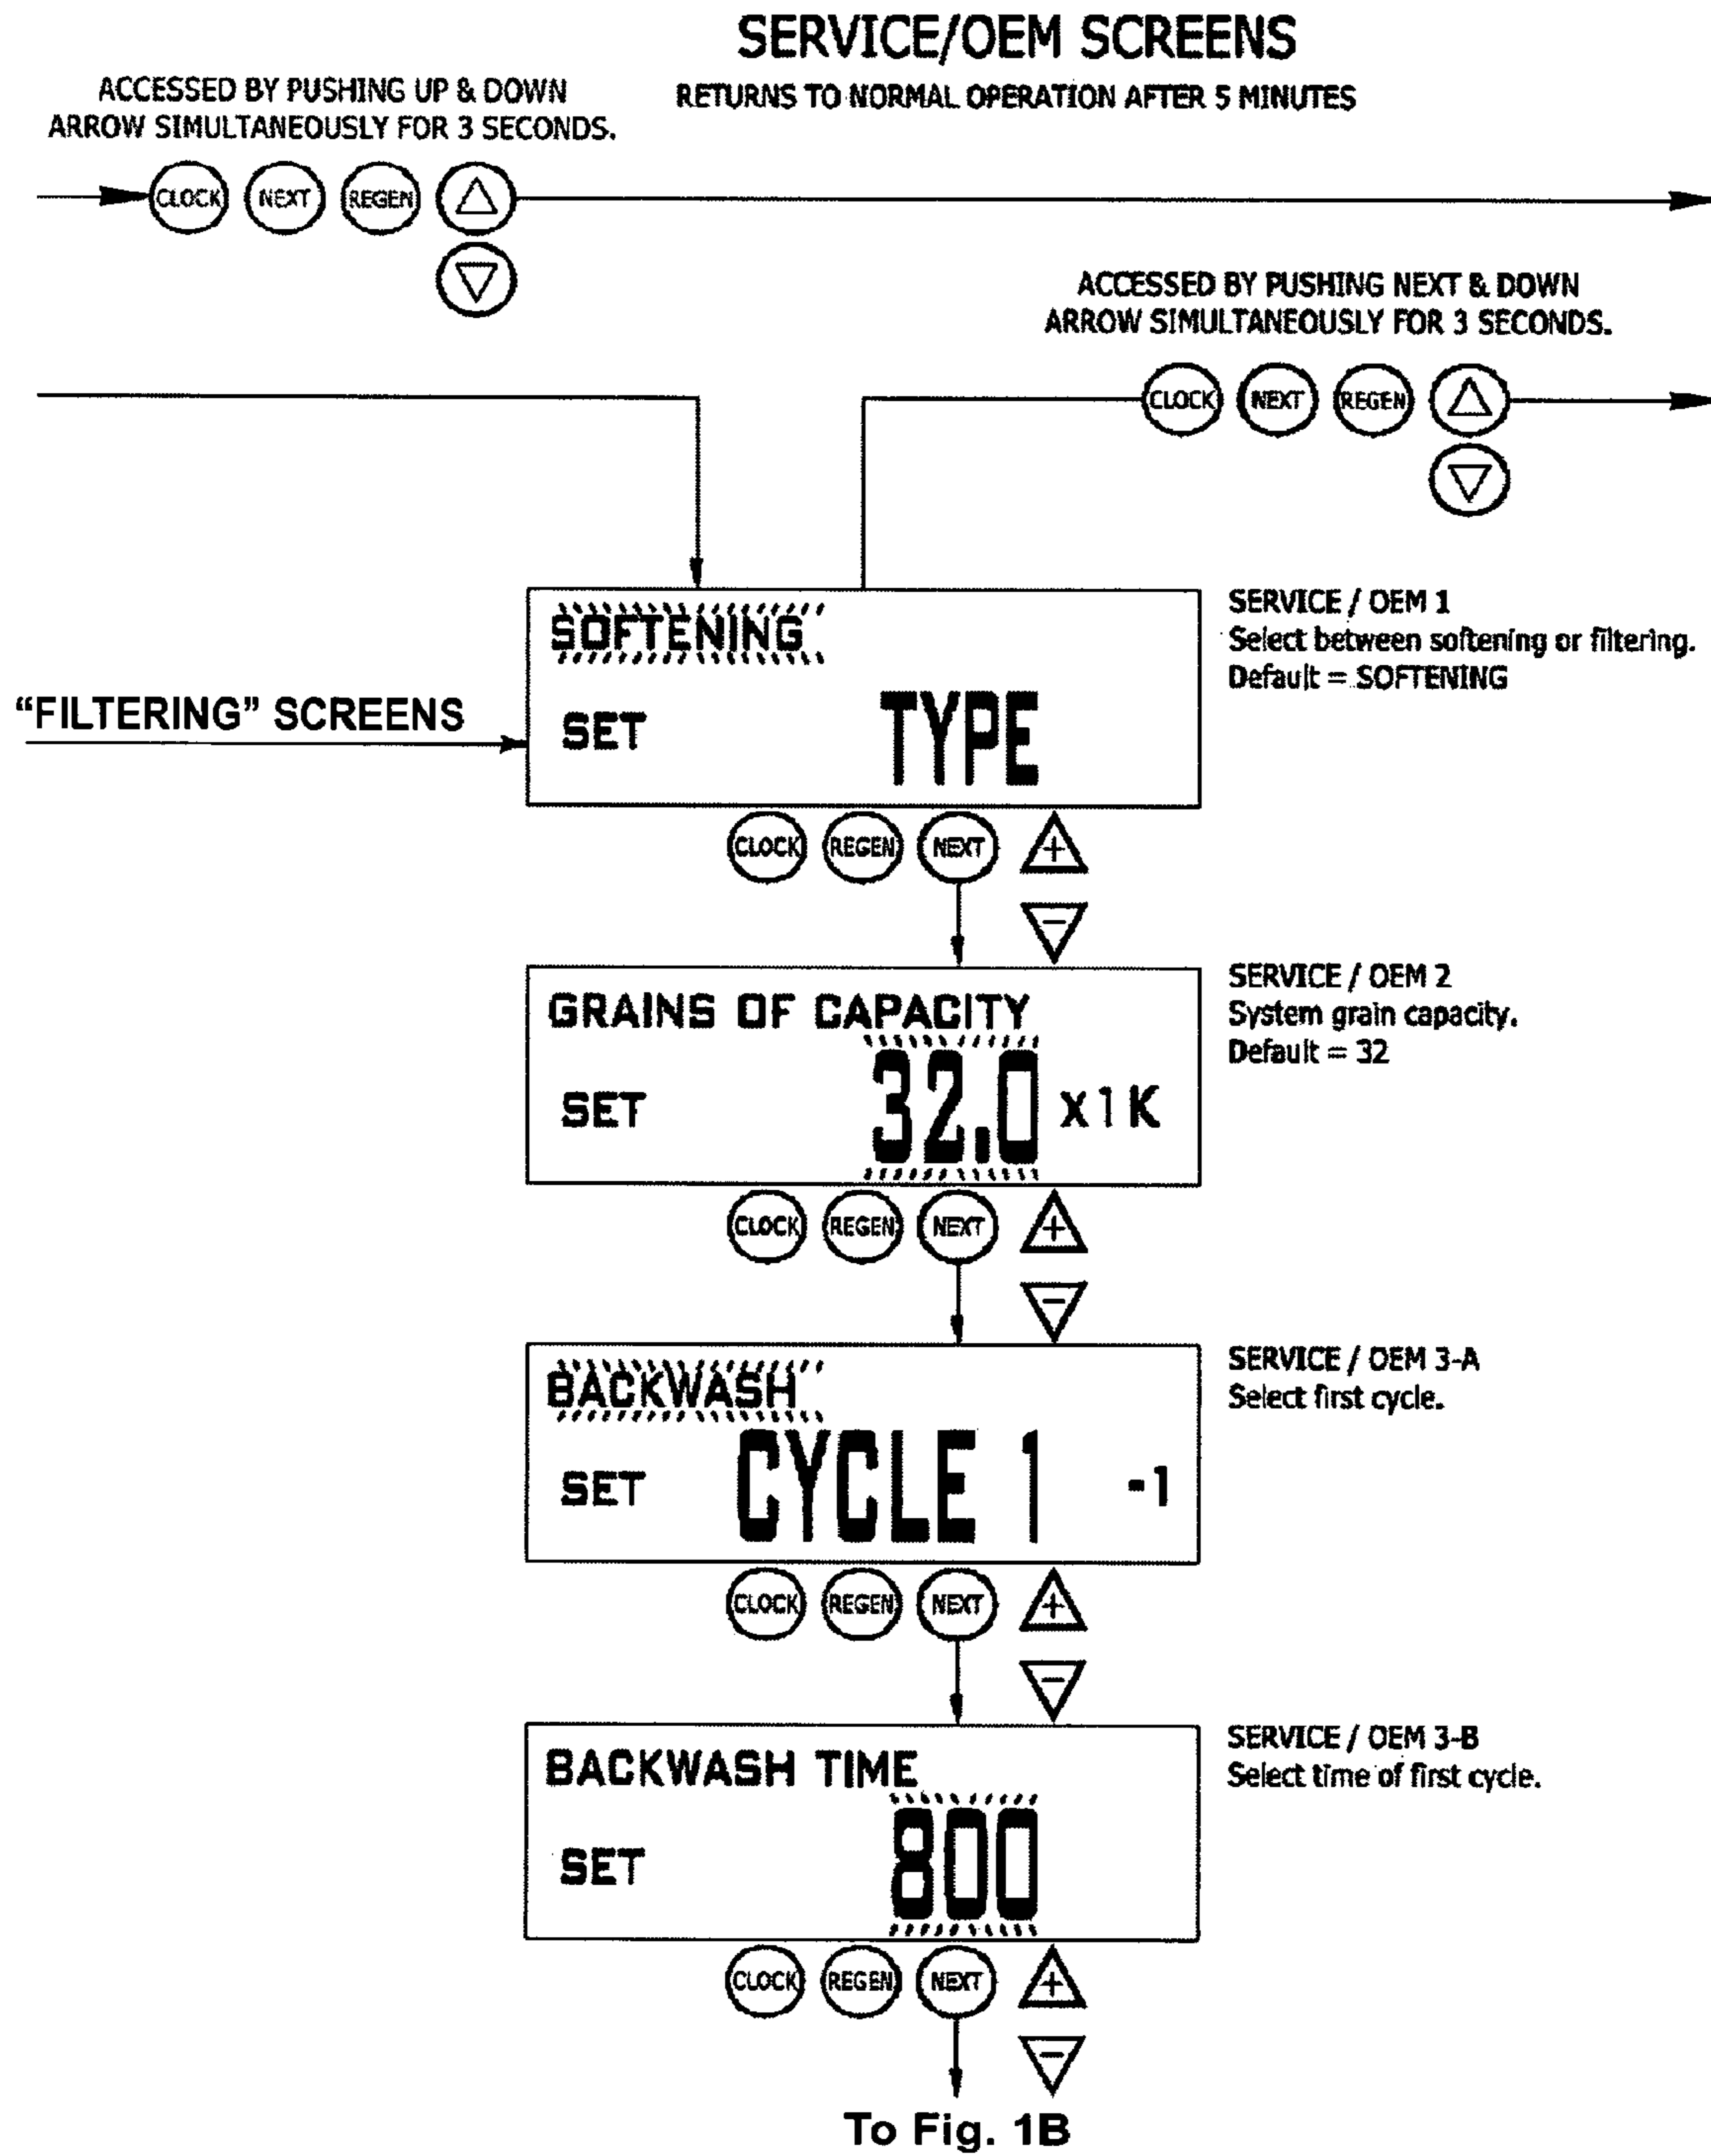 SERVICE/OEM SCREENS
RETURNS TO NORMAL OPERATION AFTER 5 MINUTES
ACCESSED BY PUSHING UP & DOWN
ARROW SIMULTANEOUSLY FOR 3 SECONDS.
CLOCK NEXT REGEN
ACCESSED BY PUSHING NEXT & DOWN
ARROW SIMULTANEOUSLY FOR 3 SECONDS.
CLOCK NEXT REGEN
"FILTERING" SCREENS
SOFTENING
SET TYPE
SERVICE / OEM 1
Select between softening or filtering.
Default = SOFTENING
CLOCK REGEN NEXT +
-
GRAINS OF CAPACITY
SET 32.0 x1K
SERVICE / OEM 2
System grain capacity.
Default = 32
CLOCK REGEN NEXT +
-
BACKWASH
SET CYCLE 1 -1
SERVICE / OEM 3-A
Select first cycle.
CLOCK REGEN NEXT +
-
BACKWASH TIME
SET 800
SERVICE / OEM 3-B
Select time of first cycle.
CLOCK REGEN NEXT +
-
To Fig. 1B